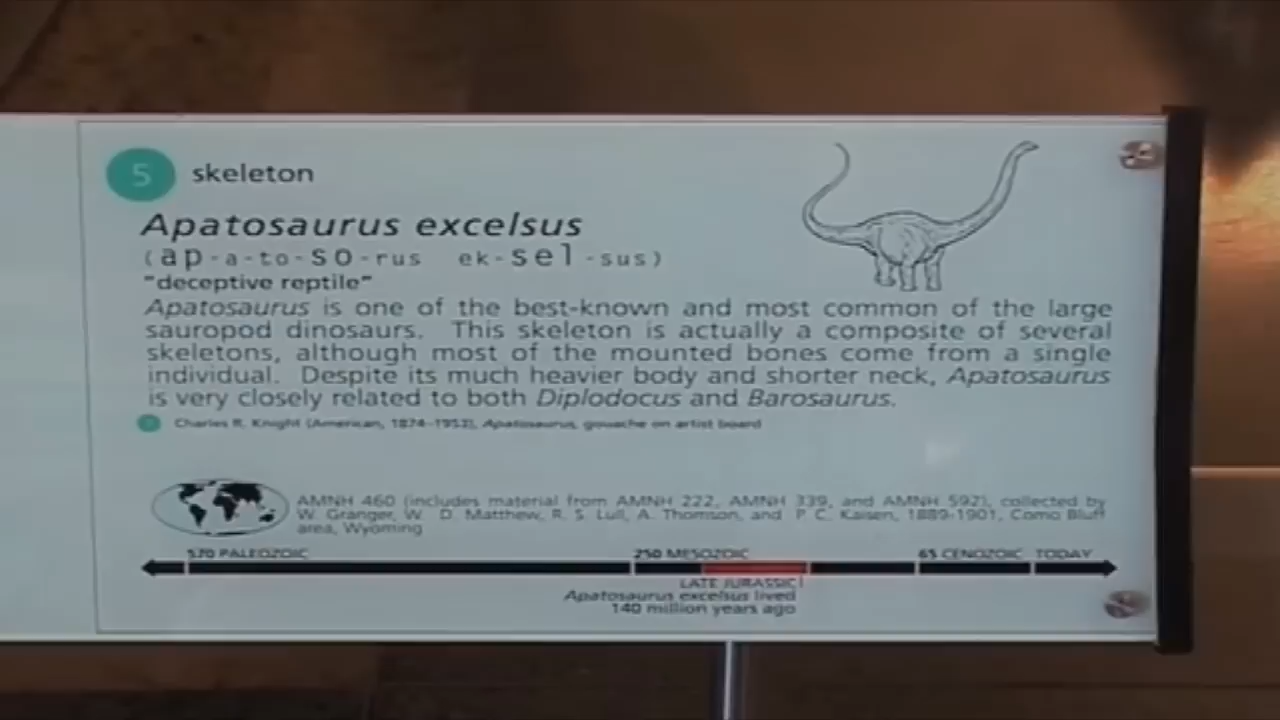 5 skeleton
Apatosaurus excelsus
(ap-a-to-so-rus ek-sel-sus)
"deceptive reptile"
Apatosaurus is one of the best-known and most common of the large
sauropod dinosaurs. This skeleton is actually a composite of several
skeletons, although most of the mounted bones come from a single
individual. Despite its much heavier body and shorter neck, Apatosaurus
is very closely related to both Diplodocus and Barosaurus.
Charles R. Knight (American, 1874-1953), Apatosaurus, gouache on artist board
AMNH 460 (includes material from AMNH 222, AMNH 339, and AMNH 592), collected by
W. Granger, W. D. Matthew, R. S. Lull, A. Thomson, and P. C. Kaisen, 1889-1901, Como Bluff
area, Wyoming
570 PALEOZOIC 250 MESOZOIC 65 CENOZOIC TODAY
LATE JURASSIC
Apatosaurus excelsus lived
140 million years ago